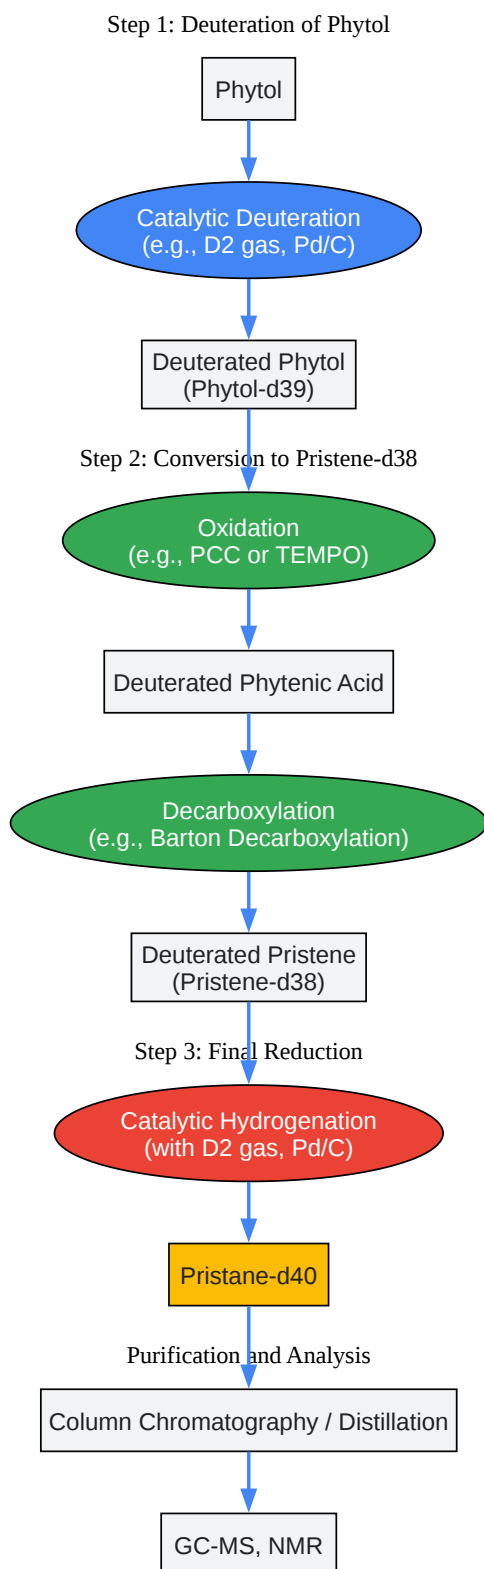 Step 1: Deuteration of Phytol
Phytol
Catalytic Deuteration
(e.g., D2 gas, Pd/C)
Deuterated Phytol
(Phytol-d39)
Step 2: Conversion to Pristene-d38
Oxidation
(e.g., PCC or TEMPO)
Deuterated Phytenic Acid
Decarboxylation
(e.g., Barton Decarboxylation)
Deuterated Pristene
(Pristene-d38)
Step 3: Final Reduction
Catalytic Hydrogenation
(with D2 gas, Pd/C)
Pristane-d40
Purification and Analysis
Column Chromatography / Distillation
GC-MS, NMR